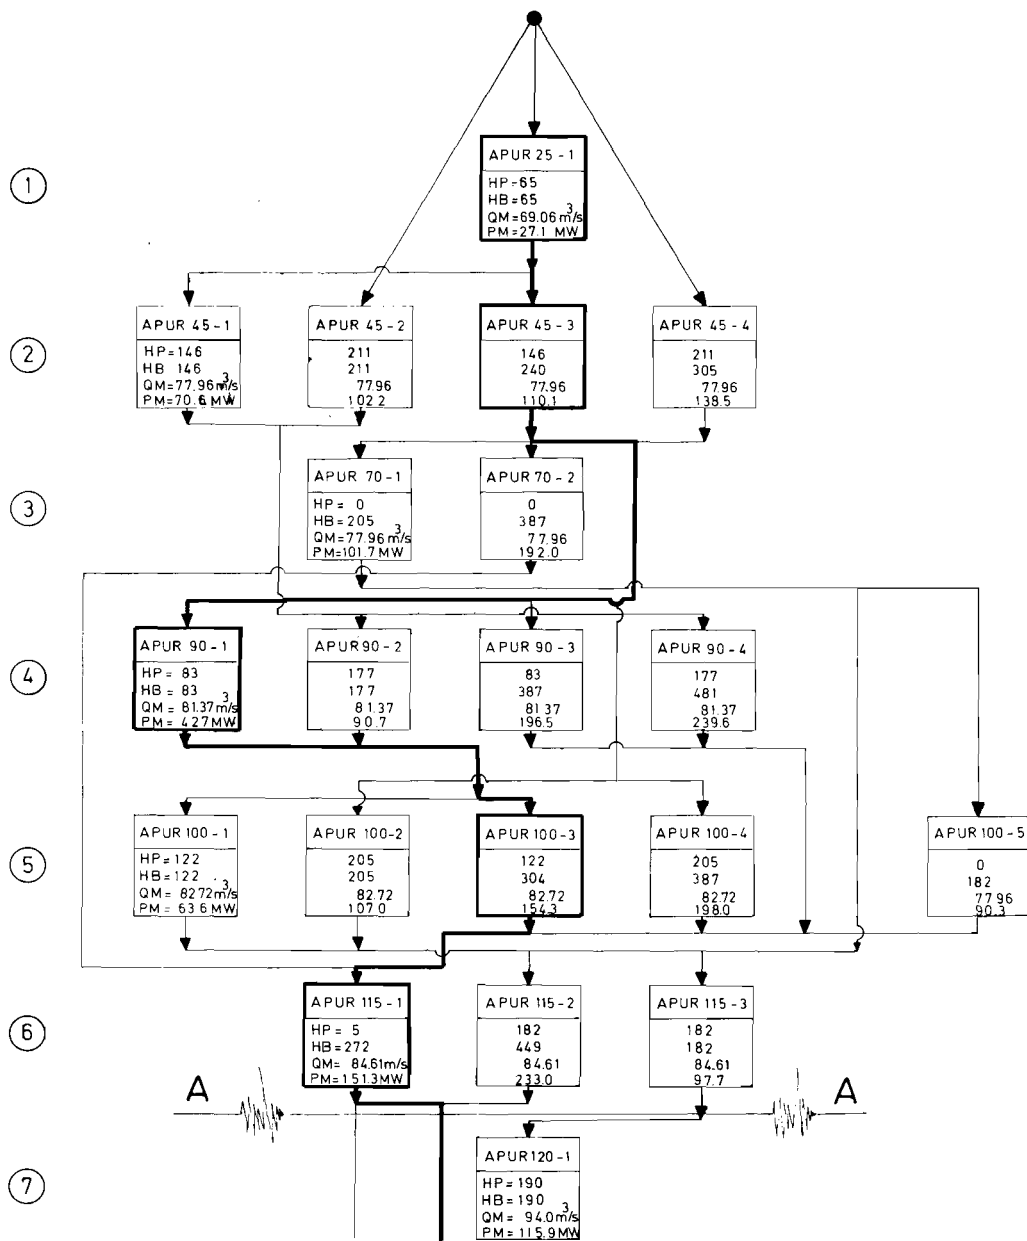 ①
APUR 25-1
HP=65
HB=65
QM=69.06 m³/s
PM=27.1 MW
②
APUR 45-1
HP=146
HB 146
QM=77.96 m³/s
PM=70.6 MW
APUR 45-2
211
211
77.96
102.2
APUR 45-3
146
240
77.96
110.1
APUR 45-4
211
305
77.96
138.5
③
APUR 70-1
HP= 0
HB=205
QM=77.96 m³/s
PM=101.7 MW
APUR 70-2
0
387
77.96
192.0
④
APUR 90-1
HP= 83
HB= 83
QM= 81.37 m³/s
PM= 427 MW
APUR 90-2
177
177
81.37
90.7
APUR 90-3
83
387
81.37
196.5
APUR 90-4
177
481
81.37
239.6
⑤
APUR 100-1
HP=122
HB=122
QM= 8272 m³/s
PM= 63 6 MW
APUR 100-2
205
205
82.72
107.0
APUR 100-3
122
304
82.72
154.3
APUR 100-4
205
387
82.72
198.0
APUR 100-5
0
182
77.96
90.3
⑥
APUR 115-1
HP= 5
HB=272
QM= 84.61 m/s
PM=151.3 MW
APUR 115-2
182
449
84.61
233.0
APUR 115-3
182
182
84.61
97.7
A
A
⑦
APUR 120-1
HP=190
HB=190
QM= 94.0 m³/s
PM=115.9 MW